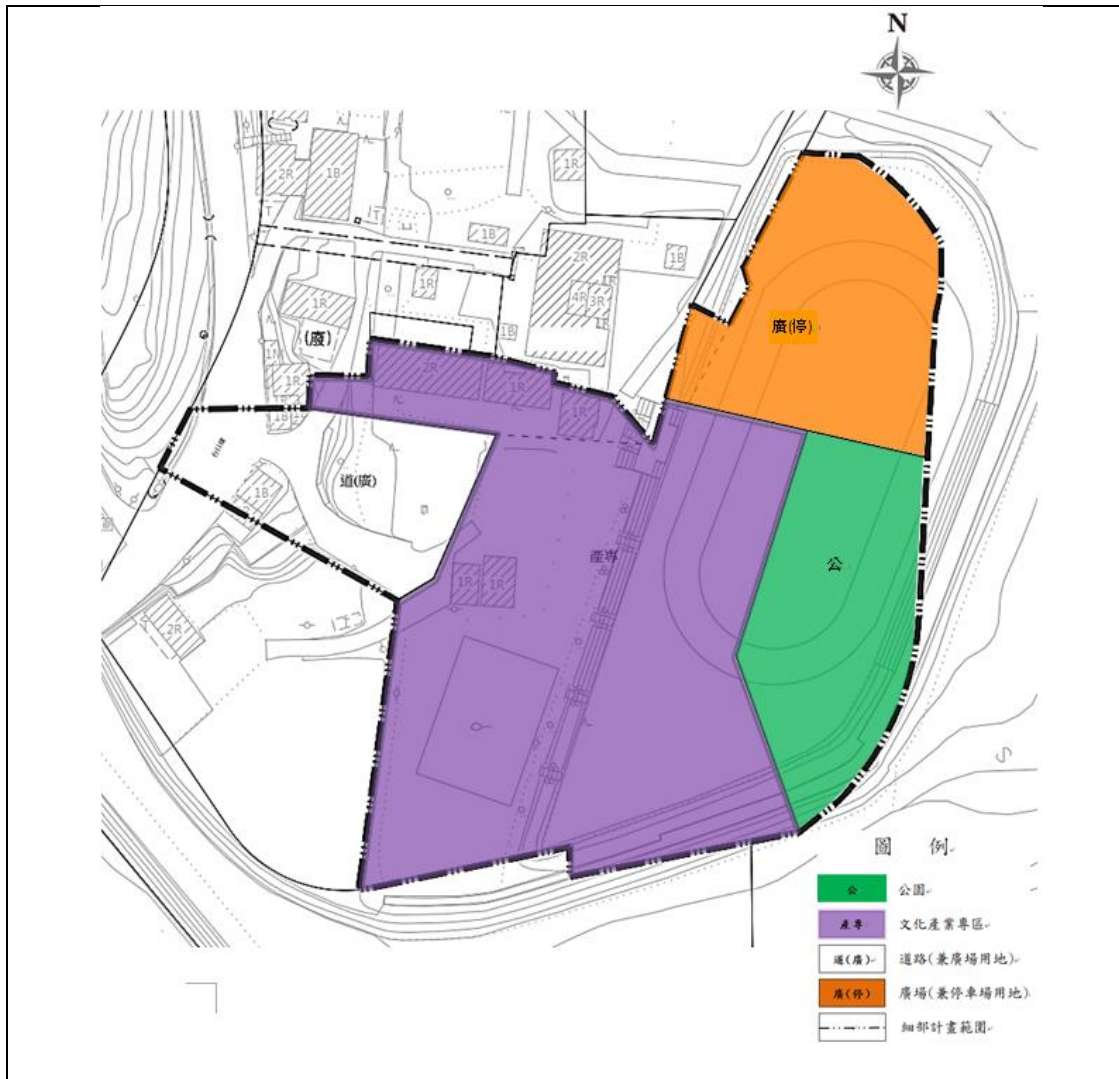 N
1R
2R
1B
1B
2R
1B
1R
4R
3R
廣(停)
1R
(廢)
1B
2R
1R
1R
1R
1B
道(廣)
1B
專產
公
1R
1R
2R
圖 例
公 公園
產專 文化產業專區
道(廣) 道路(兼廣場用地)
廣(停) 廣場(兼停車場用地)
細部計畫範圍